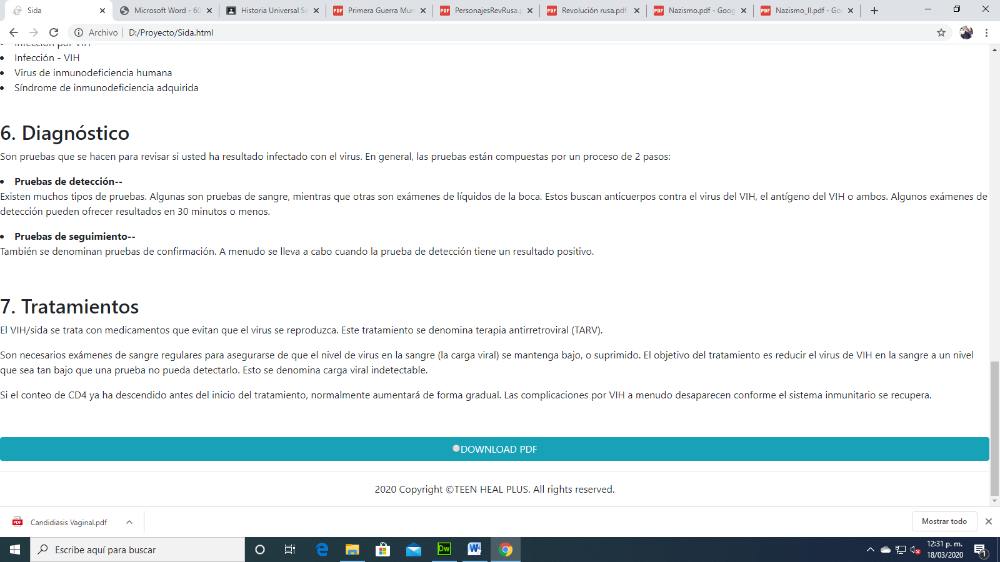 Sida
Microsoft Word - 60
Historia Universal Se
Primera Guerra Mun
PersonajesRevRusa.p
Revolución rusa.pdf
Nazismo.pdf - Goog
Nazismo_II.pdf - Go
Archivo
D:/Proyecto/Sida.html
Infección por VIH
Infección - VIH
Virus de inmunodeficiencia humana
Síndrome de inmunodeficiencia adquirida
6. Diagnóstico
Son pruebas que se hacen para revisar si usted ha resultado infectado con el virus. En general, las pruebas están compuestas por un proceso de 2 pasos:
Pruebas de detección--
Existen muchos tipos de pruebas. Algunas son pruebas de sangre, mientras que otras son exámenes de líquidos de la boca. Estos buscan anticuerpos contra el virus del VIH, el antígeno del VIH o ambos. Algunos exámenes de
detección pueden ofrecer resultados en 30 minutos o menos.
Pruebas de seguimiento--
También se denominan pruebas de confirmación. A menudo se lleva a cabo cuando la prueba de detección tiene un resultado positivo.
7. Tratamientos
El VIH/sida se trata con medicamentos que evitan que el virus se reproduzca. Este tratamiento se denomina terapia antirretroviral (TARV).
Son necesarios exámenes de sangre regulares para asegurarse de que el nivel de virus en la sangre (la carga viral) se mantenga bajo, o suprimido. El objetivo del tratamiento es reducir el virus de VIH en la sangre a un nivel
que sea tan bajo que una prueba no pueda detectarlo. Esto se denomina carga viral indetectable.
Si el conteo de CD4 ya ha descendido antes del inicio del tratamiento, normalmente aumentará de forma gradual. Las complicaciones por VIH a menudo desaparecen conforme el sistema inmunitario se recupera.
DOWNLOAD PDF
2020 Copyright ©TEEN HEAL PLUS. All rights reserved.
Candidiasis Vaginal.pdf
Mostrar todo
Escribe aquí para buscar
Dw
12:31 p. m.
18/03/2020
1